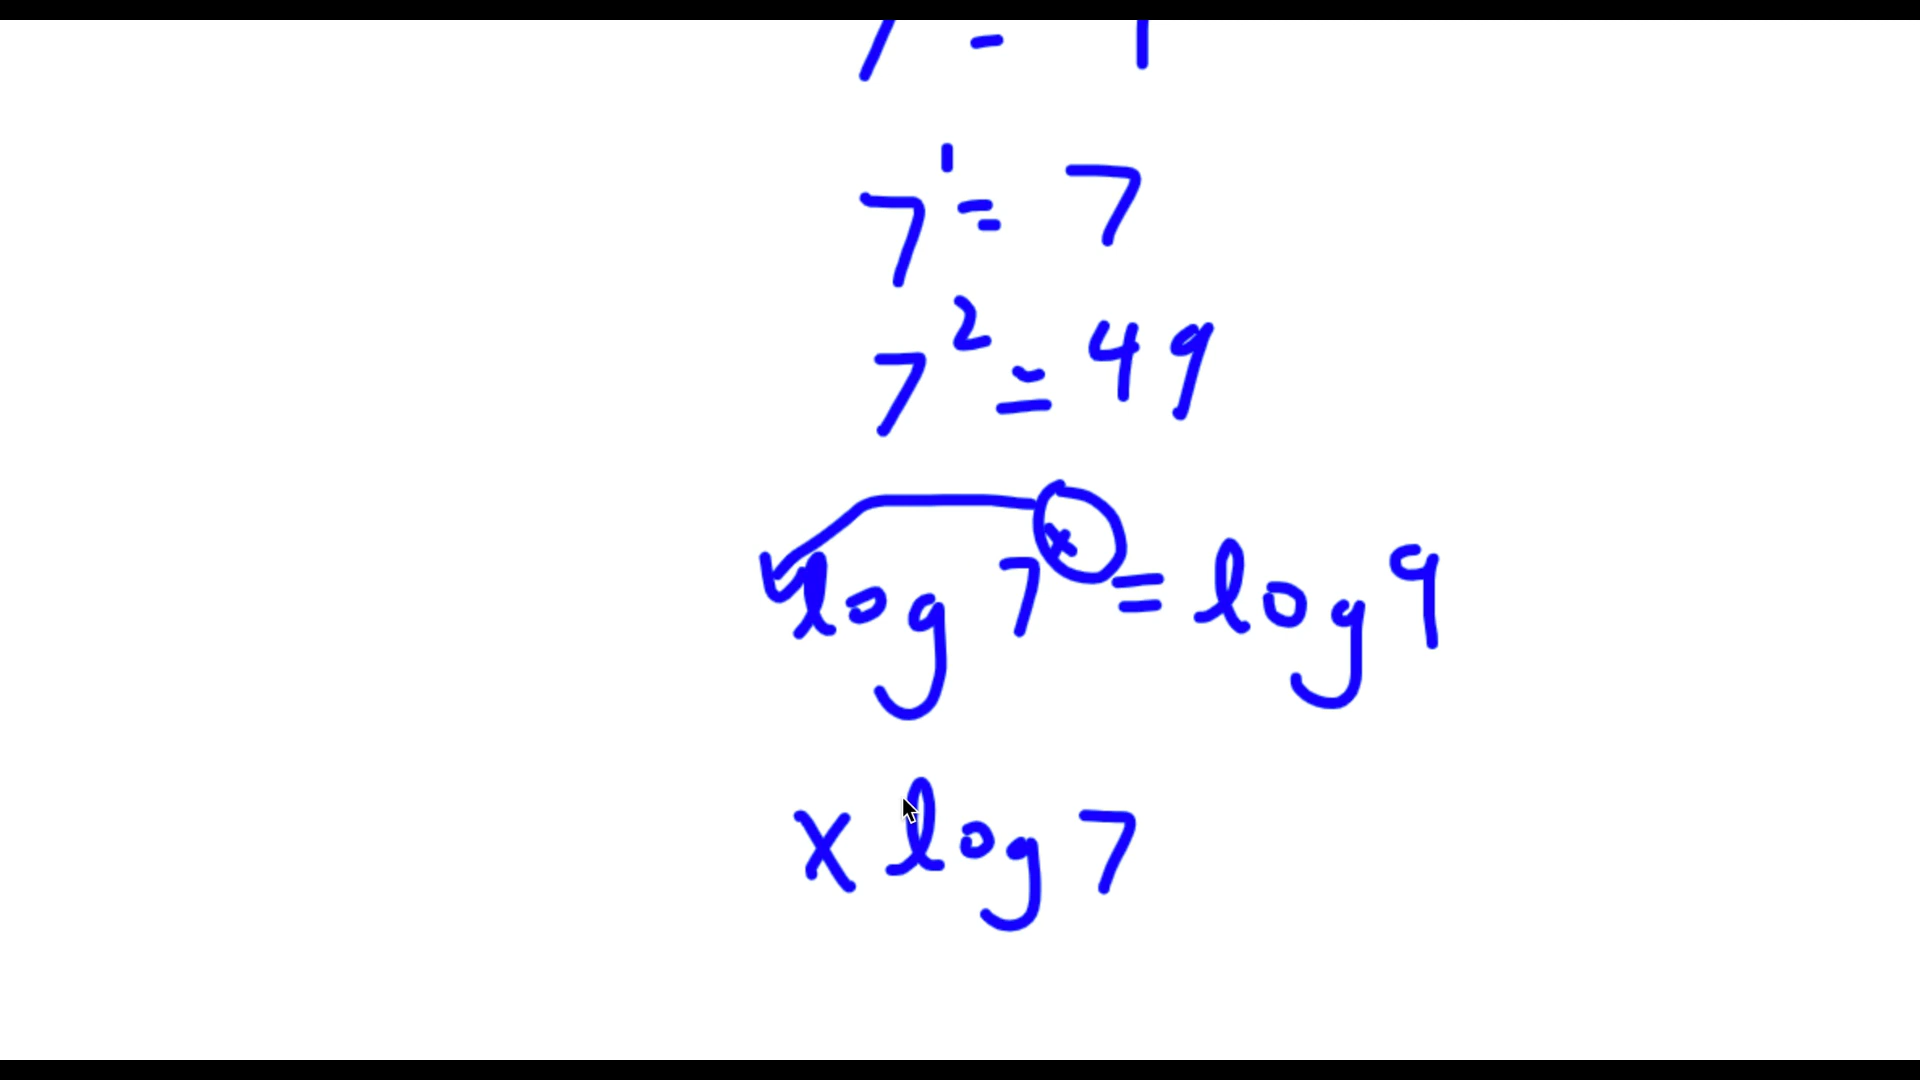 7¹ = 7
7² = 49
log 7ˣ = log 9
x log 7